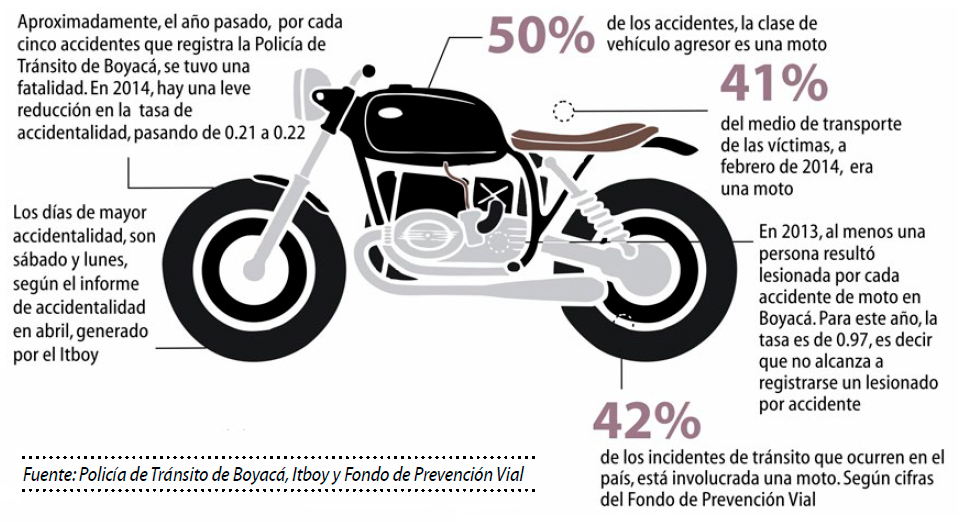 Aproximadamente, el año pasado, por cada
cinco accidentes que registra la Policía de
Tránsito de Boyacá, se tuvo una
fatalidad. En 2014, hay una leve
reducción en la tasa de
accidentalidad, pasando de 0.21 a 0.22
50%
de los accidentes, la clase de
vehículo agresor es una moto
41%
del medio de transporte
de las víctimas, a
febrero de 2014, era
una moto
Los días de mayor
accidentalidad, son
sábado y lunes,
según el informe
de accidentalidad
en abril, generado
por el Itboy
En 2013, al menos una
persona resultó
lesionada por cada
accidente de moto en
Boyacá. Para este año, la
tasa es de 0.97, es decir
que no alcanza a
registrarse un lesionado
por accidente
42%
de los incidentes de tránsito que ocurren en el
país, está involucrada una moto. Según cifras
del Fondo de Prevención Vial
Fuente: Policía de Tránsito de Boyacá, Itboy y Fondo de Prevención Vial